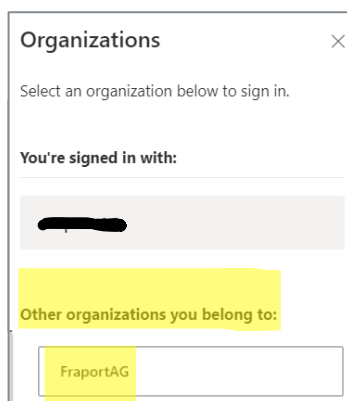 Organizations
Select an organization below to sign in.
You're signed in with:
Other organizations you belong to:
FraportAG